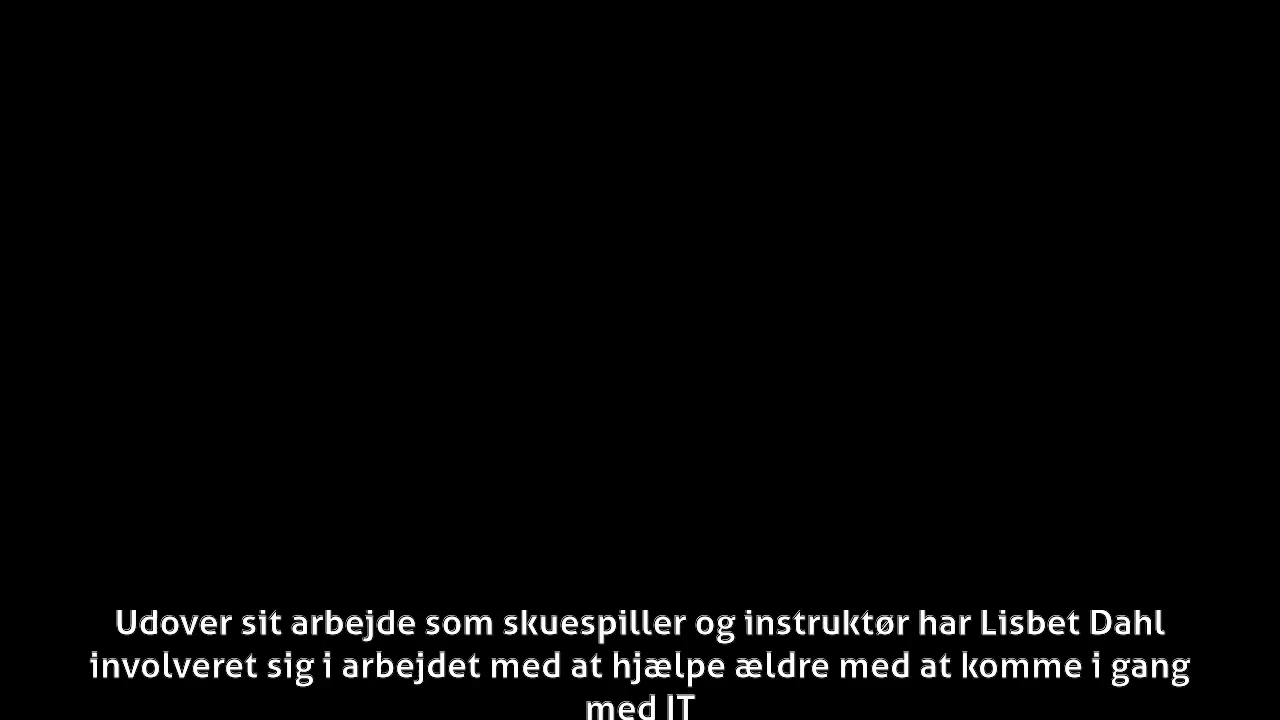 Udover sit arbejde som skuespiller og instruktør har Lisbet Dahl
involveret sig i arbejdet med at hjælpe ældre med at komme i gang
med IT